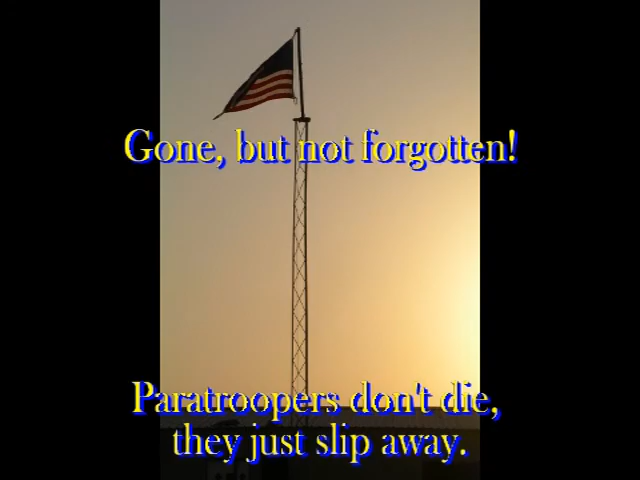 Gone, but not forgotten!
Paratroopers don't die,
they just slip away.